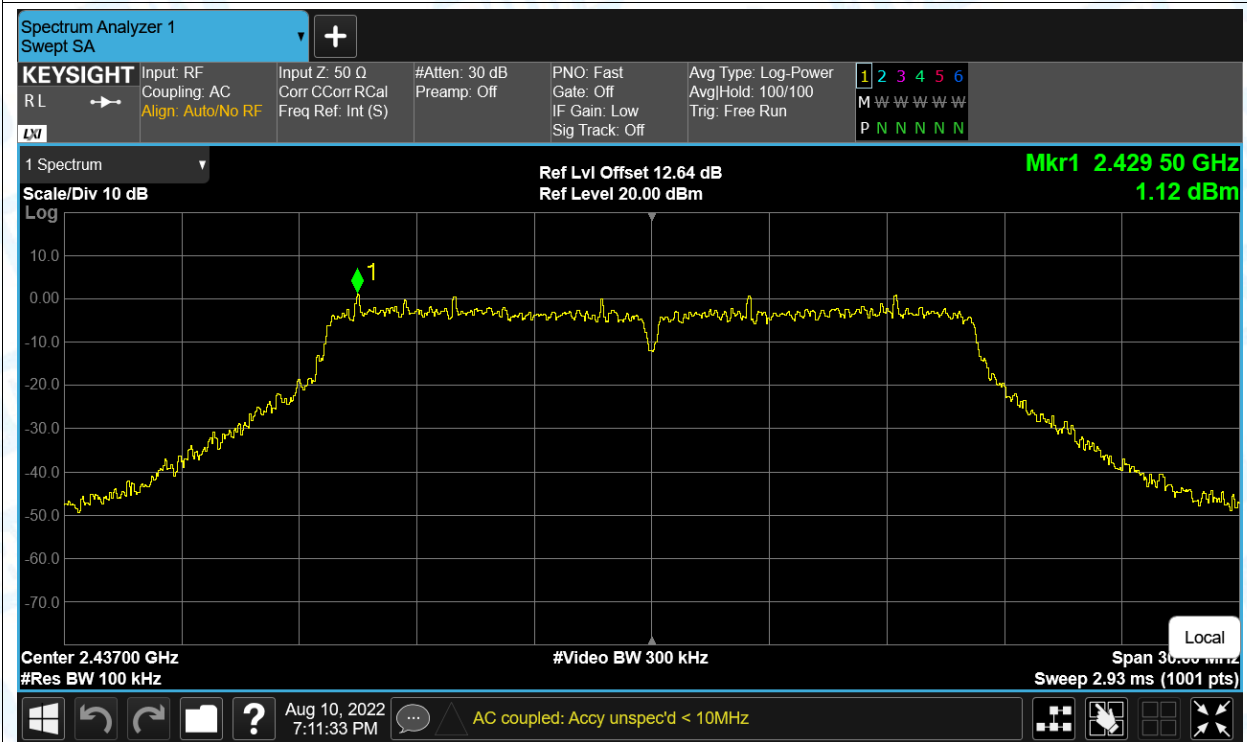 Spectrum Analyzer 1
Swept SA
KEYSIGHT
R L
LXI
Input: RF
Coupling: AC
Align: Auto/No RF
Input Z: 50 Ω
Corr CCorr RCal
Freq Ref: Int (S)
#Atten: 30 dB
Preamp: Off
PNO: Fast
Gate: Off
IF Gain: Low
Sig Track: Off
Avg Type: Log-Power
Avg|Hold: 100/100
Trig: Free Run
1 2 3 4 5 6
M W W W W W
P N N N N N
1 Spectrum
Scale/Div 10 dB
Log
Ref Lvl Offset 12.64 dB
Ref Level 20.00 dBm
Mkr1 2.429 50 GHz
1.12 dBm
1
10.0
0.00
-10.0
-20.0
-30.0
-40.0
-50.0
-60.0
-70.0
Local
Center 2.43700 GHz
#Video BW 300 kHz
Span 30.00 MHz
#Res BW 100 kHz
Sweep 2.93 ms (1001 pts)
?
Aug 10, 2022
7:11:33 PM
AC coupled: Accy unspec'd < 10MHz